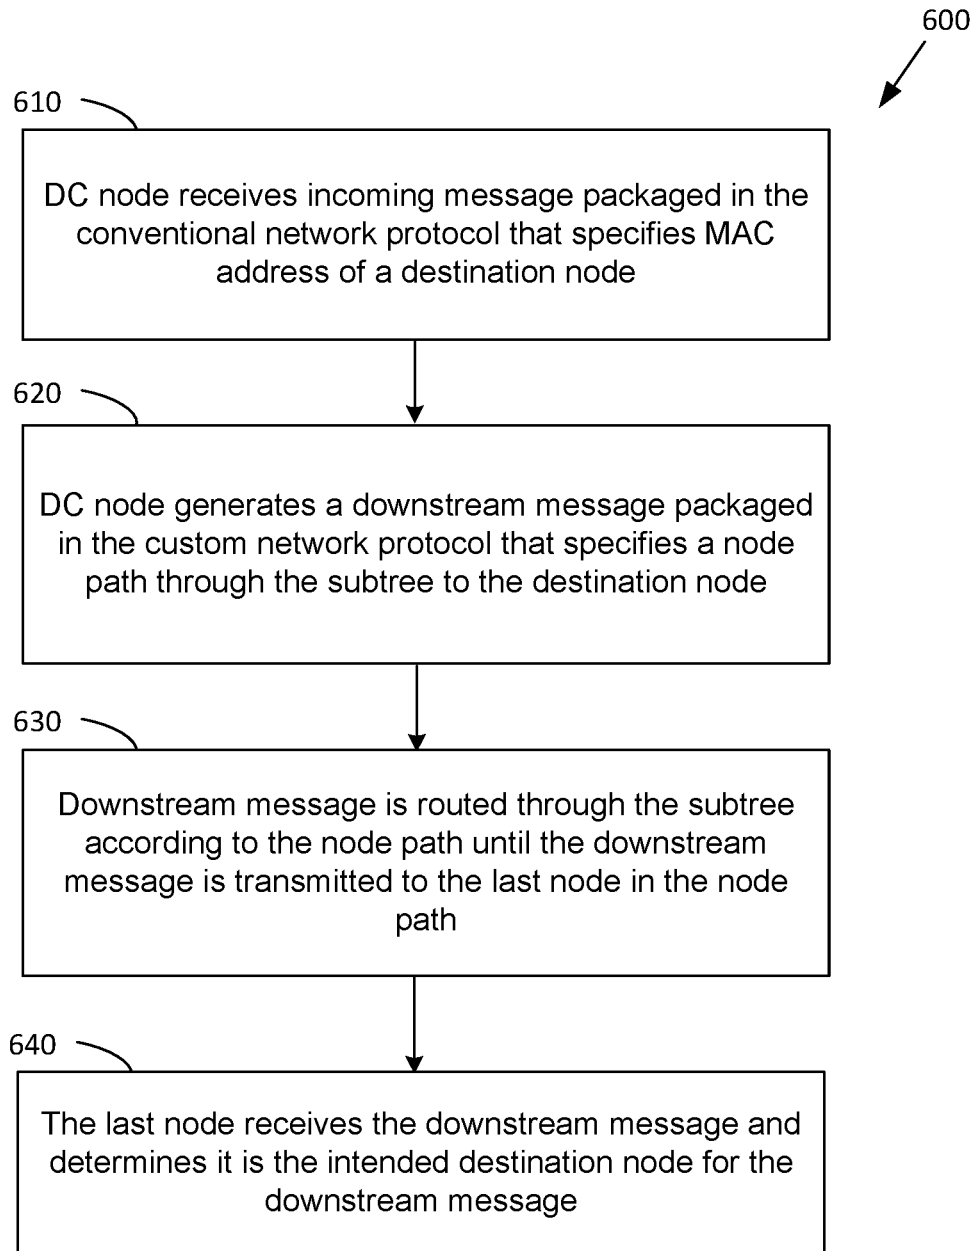 600
610
DC node receives incoming message packaged in the
conventional network protocol that specifies MAC
address of a destination node
620
DC node generates a downstream message packaged
in the custom network protocol that specifies a node
path through the subtree to the destination node
630
Downstream message is routed through the subtree
according to the node path until the downstream
message is transmitted to the last node in the node
path
640
The last node receives the downstream message and
determines it is the intended destination node for the
downstream message